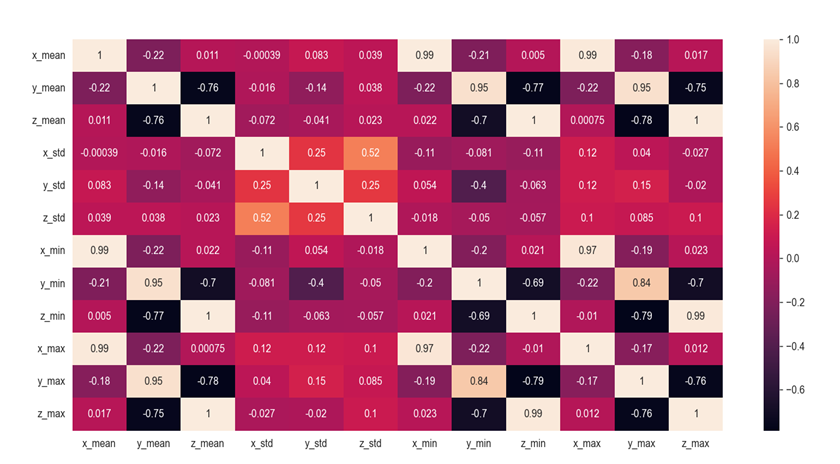 x_mean 1 -0.22 0.011 -0.00039 0.083 0.039 0.99 -0.21 0.005 0.99 -0.18 0.017
y_mean -0.22 1 -0.76 -0.016 -0.14 0.038 -0.22 0.95 -0.77 -0.22 0.95 -0.75
z_mean 0.011 -0.76 1 -0.072 -0.041 0.023 0.022 -0.7 1 0.00075 -0.78 1
x_std -0.00039 -0.016 -0.072 1 0.25 0.52 -0.11 -0.081 -0.11 0.12 0.04 -0.027
y_std 0.083 -0.14 -0.041 0.25 1 0.25 0.054 -0.4 -0.063 0.12 0.15 -0.02
z_std 0.039 0.038 0.023 0.52 0.25 1 -0.018 -0.05 -0.057 0.1 0.085 0.1
x_min 0.99 -0.22 0.022 -0.11 0.054 -0.018 1 -0.2 0.021 0.97 -0.19 0.023
y_min -0.21 0.95 -0.7 -0.081 -0.4 -0.05 -0.2 1 -0.69 -0.22 0.84 -0.7
z_min 0.005 -0.77 1 -0.11 -0.063 -0.057 0.021 -0.69 1 -0.01 -0.79 0.99
x_max 0.99 -0.22 0.00075 0.12 0.12 0.1 0.97 -0.22 -0.01 1 -0.17 0.012
y_max -0.18 0.95 -0.78 0.04 0.15 0.085 -0.19 0.84 -0.79 -0.17 1 -0.76
z_max 0.017 -0.75 1 -0.027 -0.02 0.1 0.023 -0.7 0.99 0.012 -0.76 1
x_mean y_mean z_mean x_std y_std z_std x_min y_min z_min x_max y_max z_max
1.0
0.8
0.6
0.4
0.2
0.0
-0.2
-0.4
-0.6